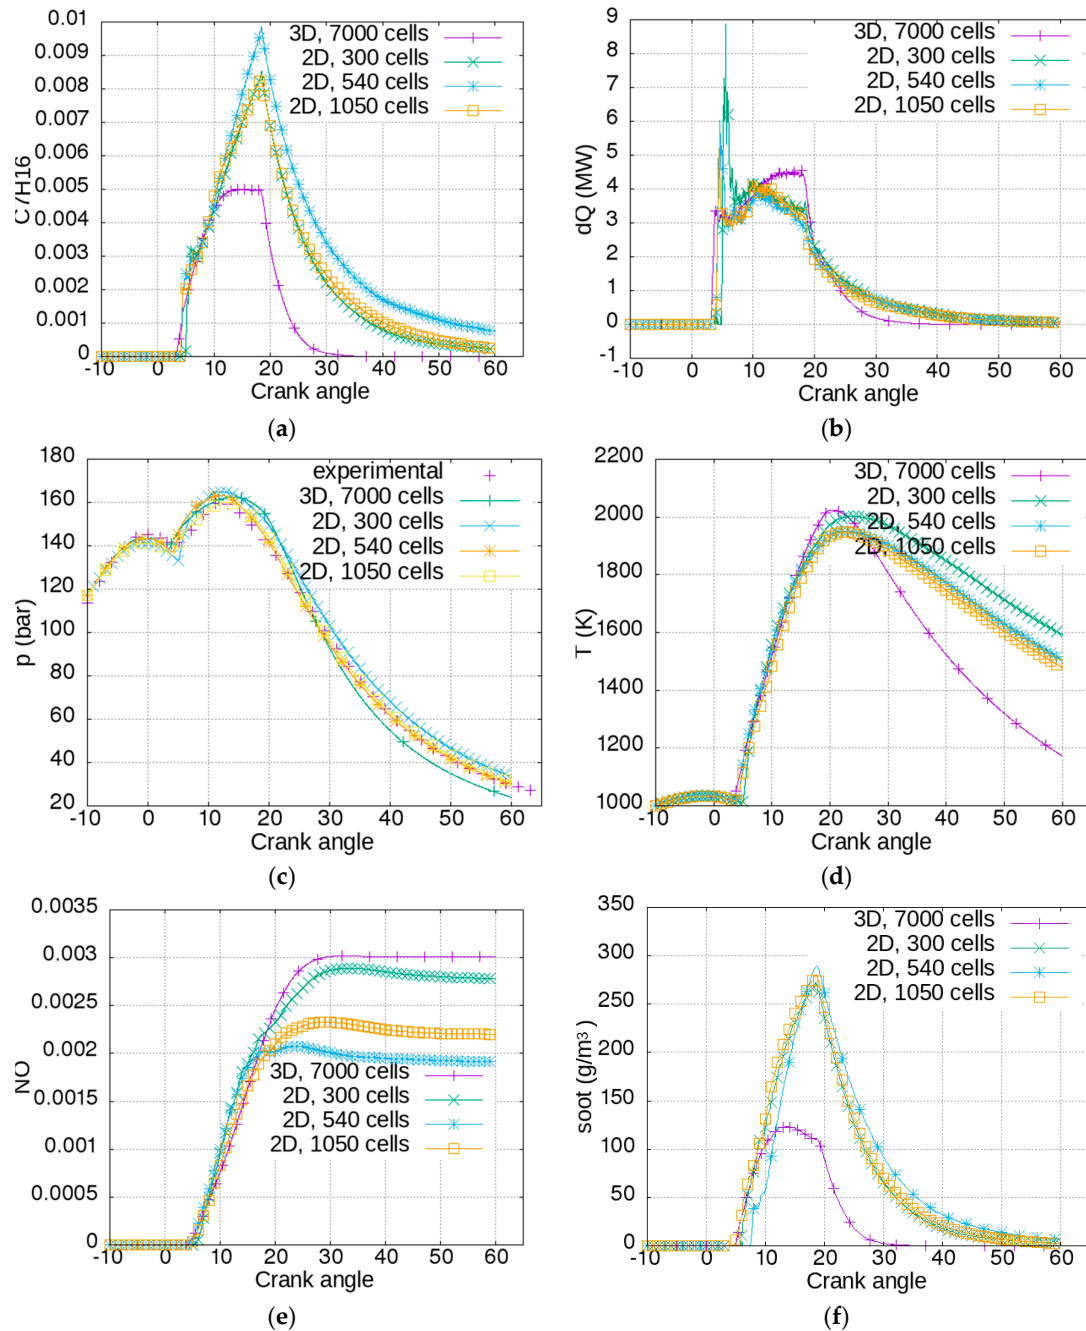 0.01
0.009
0.008
0.007
0.006
0.005
0.004
0.003
0.002
0.001
0
C7H16
3D, 7000 cells
2D, 300 cells
2D, 540 cells
2D, 1050 cells
-10 0 10 20 30 40 50 60
Crank angle
(a)
9
8
7
6
5
4
3
2
1
0
-1
dQ (MW)
3D, 7000 cells
2D, 300 cells
2D, 540 cells
2D, 1050 cells
-10 0 10 20 30 40 50 60
Crank angle
(b)
180
160
140
120
100
80
60
40
20
p (bar)
experimental
3D, 7000 cells
2D, 300 cells
2D, 540 cells
2D, 1050 cells
-10 0 10 20 30 40 50 60
Crank angle
(c)
2200
2000
1800
1600
1400
1200
1000
T (K)
3D, 7000 cells
2D, 300 cells
2D, 540 cells
2D, 1050 cells
-10 0 10 20 30 40 50 60
Crank angle
(d)
0.0035
0.003
0.0025
0.002
0.0015
0.001
0.0005
0
NO
3D, 7000 cells
2D, 300 cells
2D, 540 cells
2D, 1050 cells
-10 0 10 20 30 40 50 60
Crank angle
(e)
350
300
250
200
150
100
50
0
soot (g/m3 )
3D, 7000 cells
2D, 300 cells
2D, 540 cells
2D, 1050 cells
-10 0 10 20 30 40 50 60
Crank angle
(f)